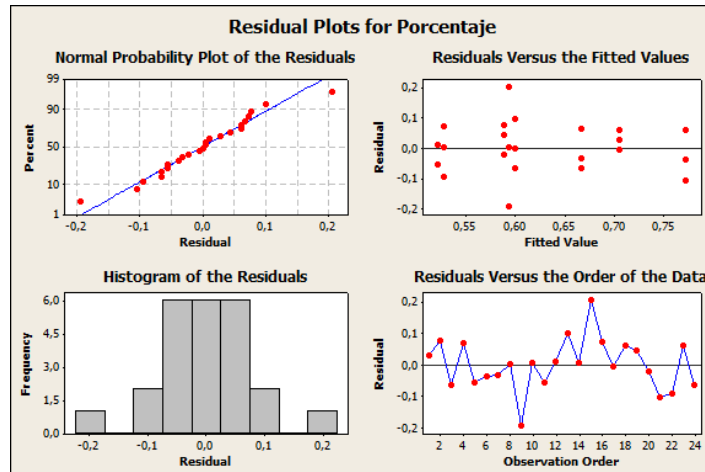 Residual Plots for Porcentaje
Normal Probability Plot of the Residuals
99
90
50
10
1
Percent
-0,2 -0,1 0,0 0,1 0,2
Residual
Residuals Versus the Fitted Values
0,2
0,1
0,0
-0,1
-0,2
Residual
0,55 0,60 0,65 0,70 0,75
Fitted Value
Histogram of the Residuals
6,0
4,5
3,0
1,5
0,0
Frequency
-0,2 -0,1 0,0 0,1 0,2
Residual
Residuals Versus the Order of the Data
0,2
0,1
0,0
-0,1
-0,2
Residual
2 4 6 8 10 12 14 16 18 20 22 24
Observation Order